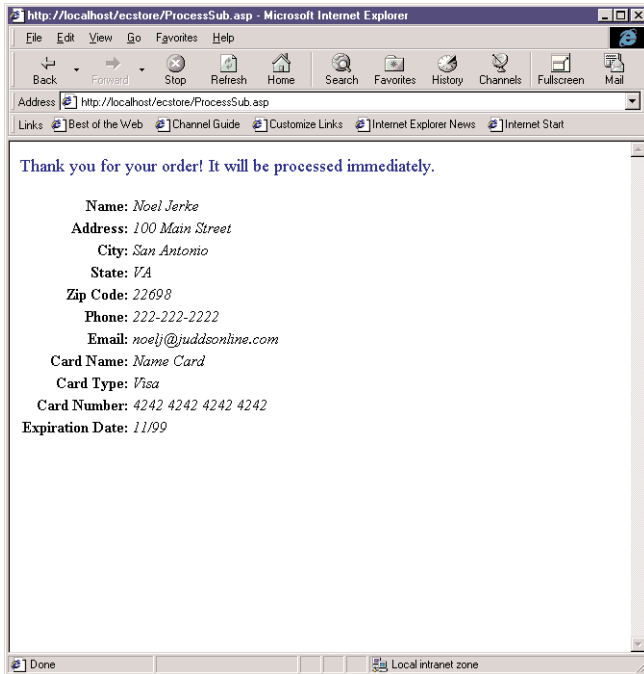 http://localhost/ecstore/ProcessSub.asp - Microsoft Internet Explorer
File Edit View Go Favorites Help
Back Forward Stop Refresh Home Search Favorites History Channels Fullscreen Mail
Address http://localhost/ecstore/ProcessSub.asp
Links Best of the Web Channel Guide Customize Links Internet Explorer News Internet Start
Thank you for your order! It will be processed immediately.
Name: Noel Jerke
Address: 100 Main Street
City: San Antonio
State: VA
Zip Code: 22698
Phone: 222-222-2222
Email: noelj@juddsonline.com
Card Name: Name Card
Card Type: Visa
Card Number: 4242 4242 4242 4242
Expiration Date: 11/99
Done Local intranet zone